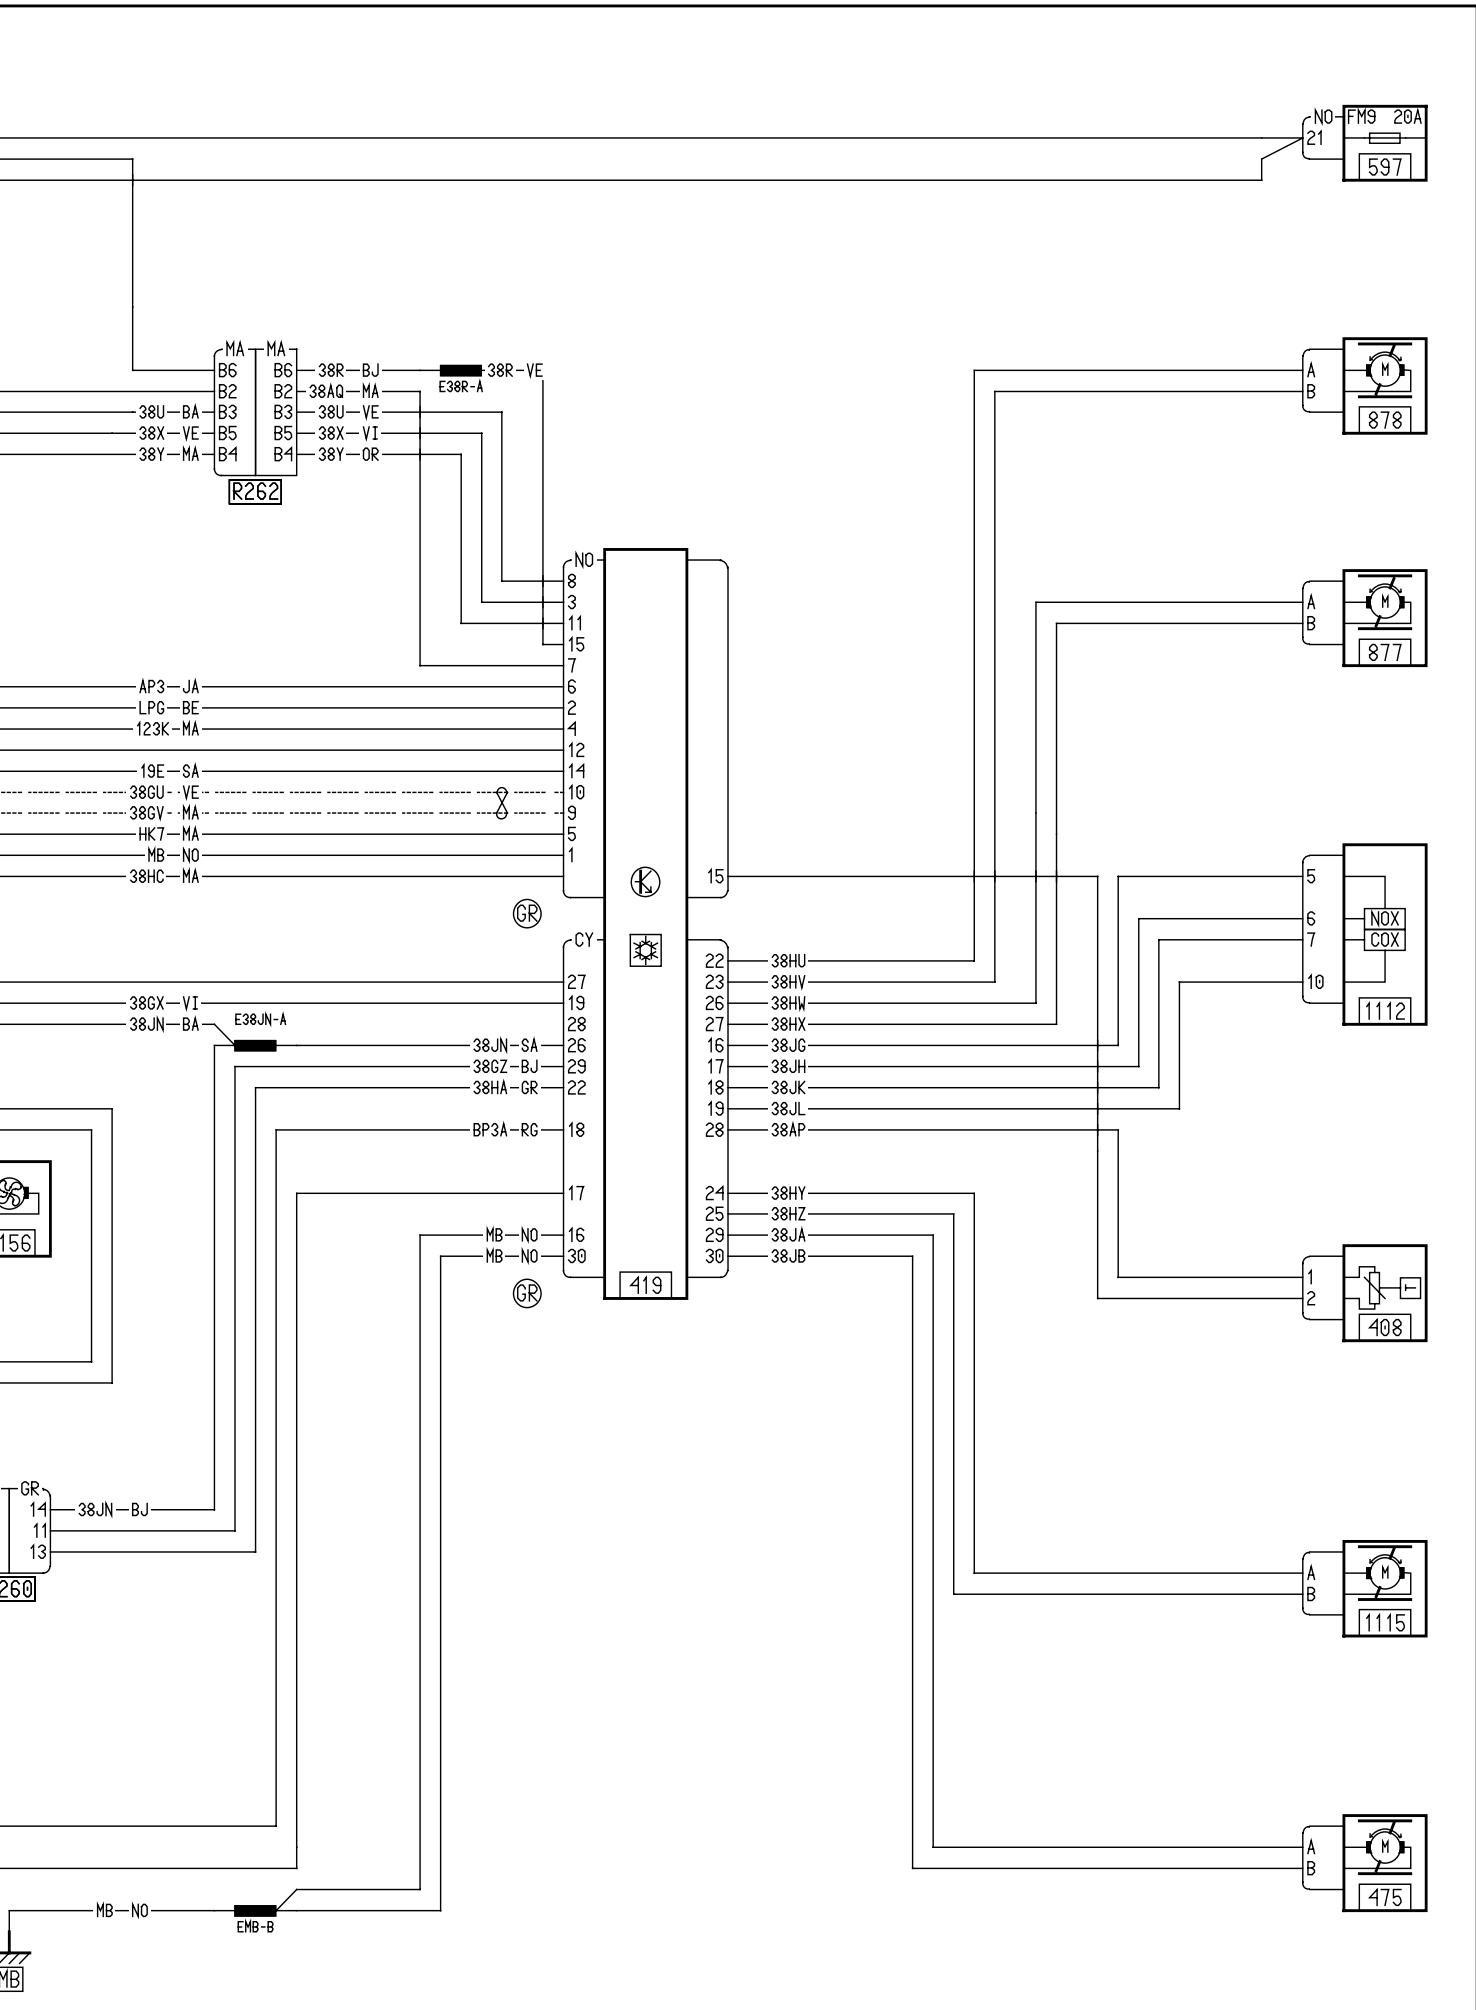 NO FM9 20A
21
597
MA MA
B6 B6 38R BJ 38R VE
E38R-A
B2 B2 38AQ MA
38U BA B3 B3 38U VE
38X VE B5 B5 38X VI
38Y MA B4 B4 38Y OR
R262
A M
B
878
NO
8
3
11
15
7
A M
B
877
AP3 JA 6
LPG BE 2
123K MA 4
12
19E SA 14
38GU VE 10
38GV MA 9
HK7 MA 5
MB NO 1
38HC MA 15
GR
5
6 NOX
7 COX
10
1112
CY
22 38HU
27 23 38HV
38GX VI 19 26 38HW
38JN BA E38JN-A 28 27 38HX
38JN SA 26 16 38JG
38GZ BJ 29 17 38JH
38HA GR 22 18 38JK
19 38JL
BP3A RG 18 28 38AP
17 24 38HY
25 38HZ
MB NO 16 29 38JA
MB NO 30 30 38JB
156
GR
419
1
2 T
408
GR
14 38JN BJ
11
13
260
A M
B
1115
A M
B
475
MB NO
EMB-B
MB